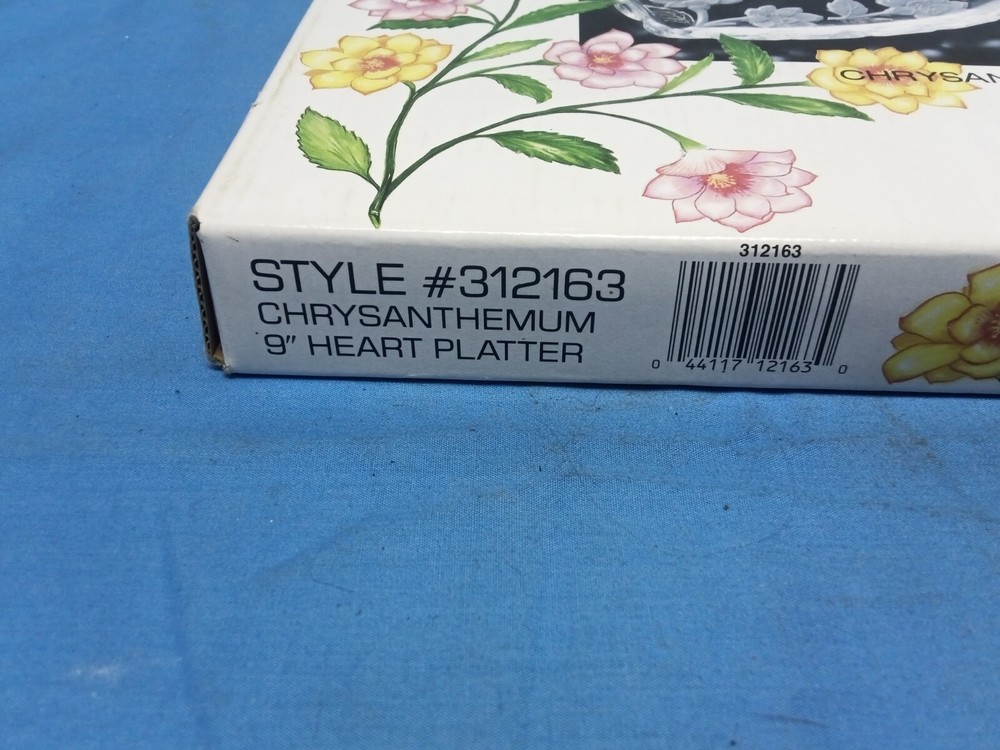 CHRYSAN
312163
STYLE #312163
CHRYSANTHEMUM
9" HEART PLATTER
0 44117 12163 0